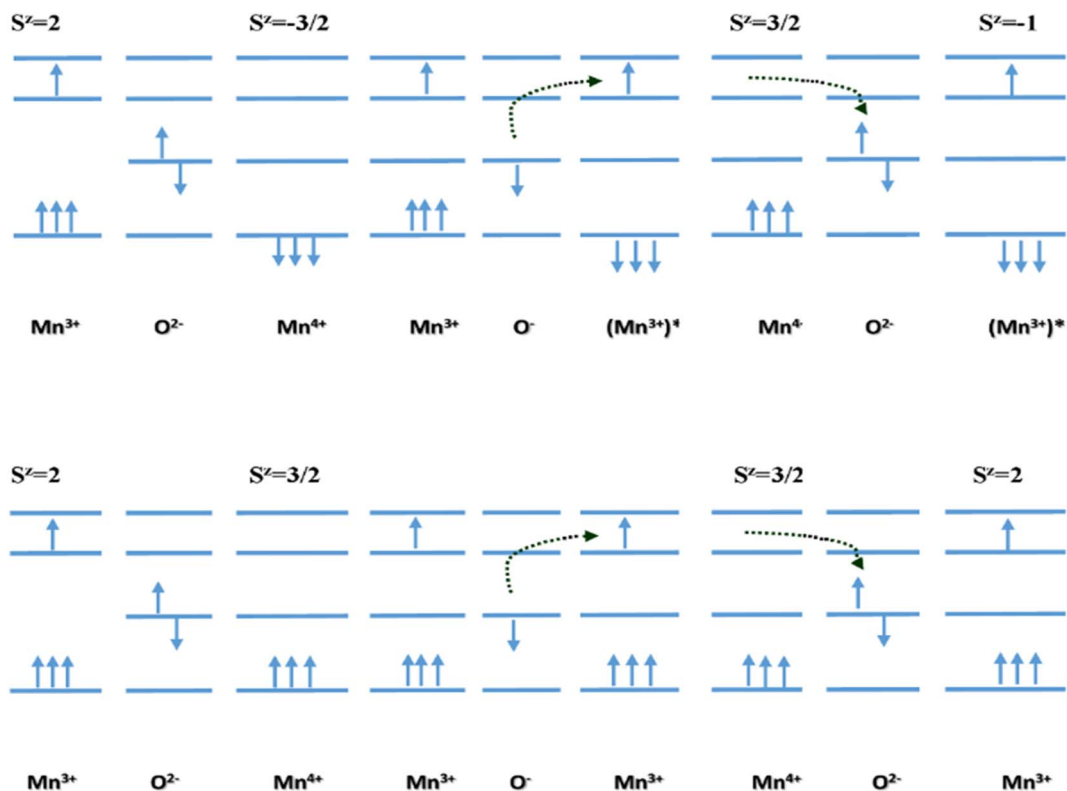 S^z=2 S^z=-3/2 S^z=3/2 S^z=-1
Mn³⁺ O²⁻ Mn⁴⁺ Mn³⁺ O⁻ (Mn³⁺)* Mn⁴⁻ O²⁻ (Mn³⁺)*
S^z=2 S^z=3/2 S^z=3/2 S^z=2
Mn³⁺ O²⁻ Mn⁴⁺ Mn³⁺ O⁻ Mn³⁺ Mn⁴⁺ O²⁻ Mn³⁺